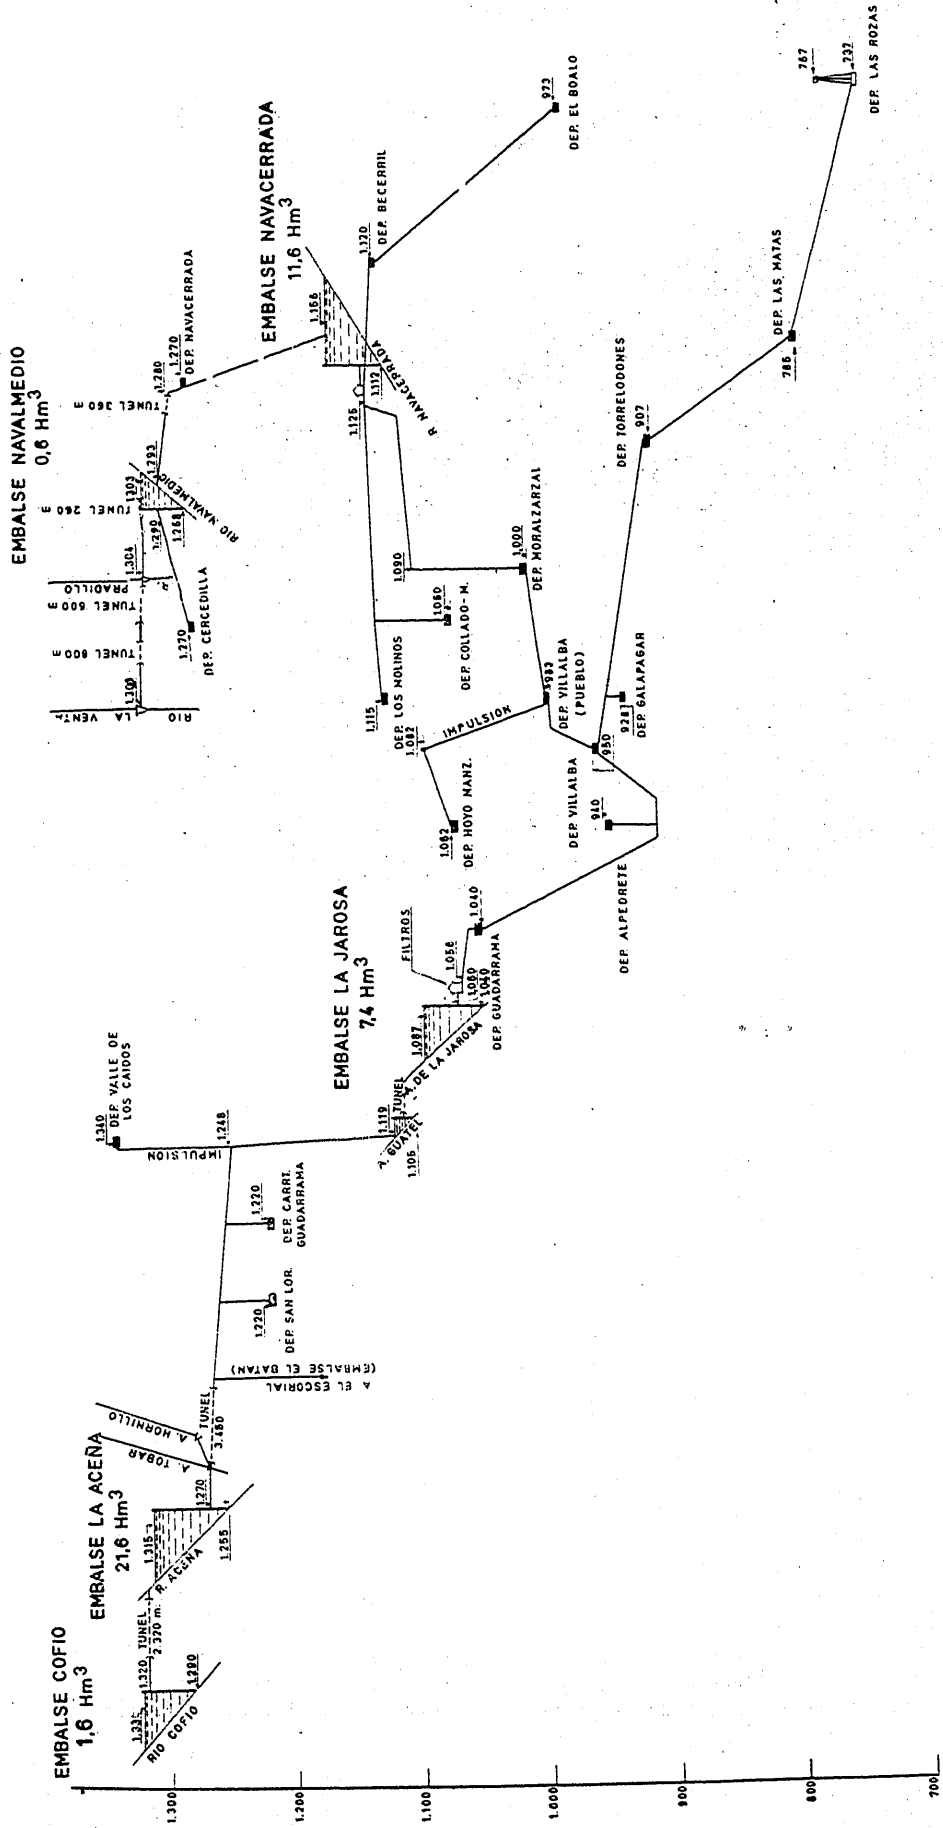 EMBALSE COFIO
1,6 Hm³
RIO COFIO
1.320
1.290
TUNEL
2.320 m.
EMBALSE LA ACEÑA
21,6 Hm³
1.315
R. ACEÑA
1.255
1.270
A. TOBAR
A. HORNILLO
TUNEL
3.450
A EL ESCORIAL
(EMBALSE EL BATAN)
1.220
DEP. SAN LOR.
1.220
DEP. CARRT.
GUADARRAMA
1.340
DEP. VALLE DE
LOS CAIDOS
IMPULSION
1.248
1.119
GUATEL
1.105
TUNEL
EMBALSE LA JAROSA
7,4 Hm³
1.087
A. DE LA JAROSA
FILTROS
1.058
1.060
1.040
DEP. GUADARRAMA
1.040
DEP. ALPEDRETE
940
DEP. VILLALBA
950
DEP. HOYO MANZ.
1.062
1.082
IMPULSION
983
DEP. VILLALBA
(PUEBLO)
928
DEP. GALAPAGAR
1.115
DEP. LOS MOLINOS
1.060
DEP. COLLADO-M.
1.090
1.000
DEP. MORALZARZAL
907
DEP. TORRELODONES
786
DEP. LAS MATAS
767
737
DEP. LAS ROZAS
EMBALSE NAVALMEDIO
0,6 Hm³
RIO
LA VENTA
TUNEL 800 m
TUNEL 600 m
PRADILLO
1.304
TUNEL 260 m
1.303
1.293
1.290
1.268
RIO NAVALMEDIO
1.270
DEP. CERCEDILLA
TUNEL 360 m
1.280
1.270
DEP. NAVACERRADA
EMBALSE NAVACERRADA
11,6 Hm³
1.166
1.125
1.112
R. NAVACERRADA
1.120
DEP. BECERRIL
973
DEP. EL BOALO
1.300
1.200
1.100
1.000
900
800
700